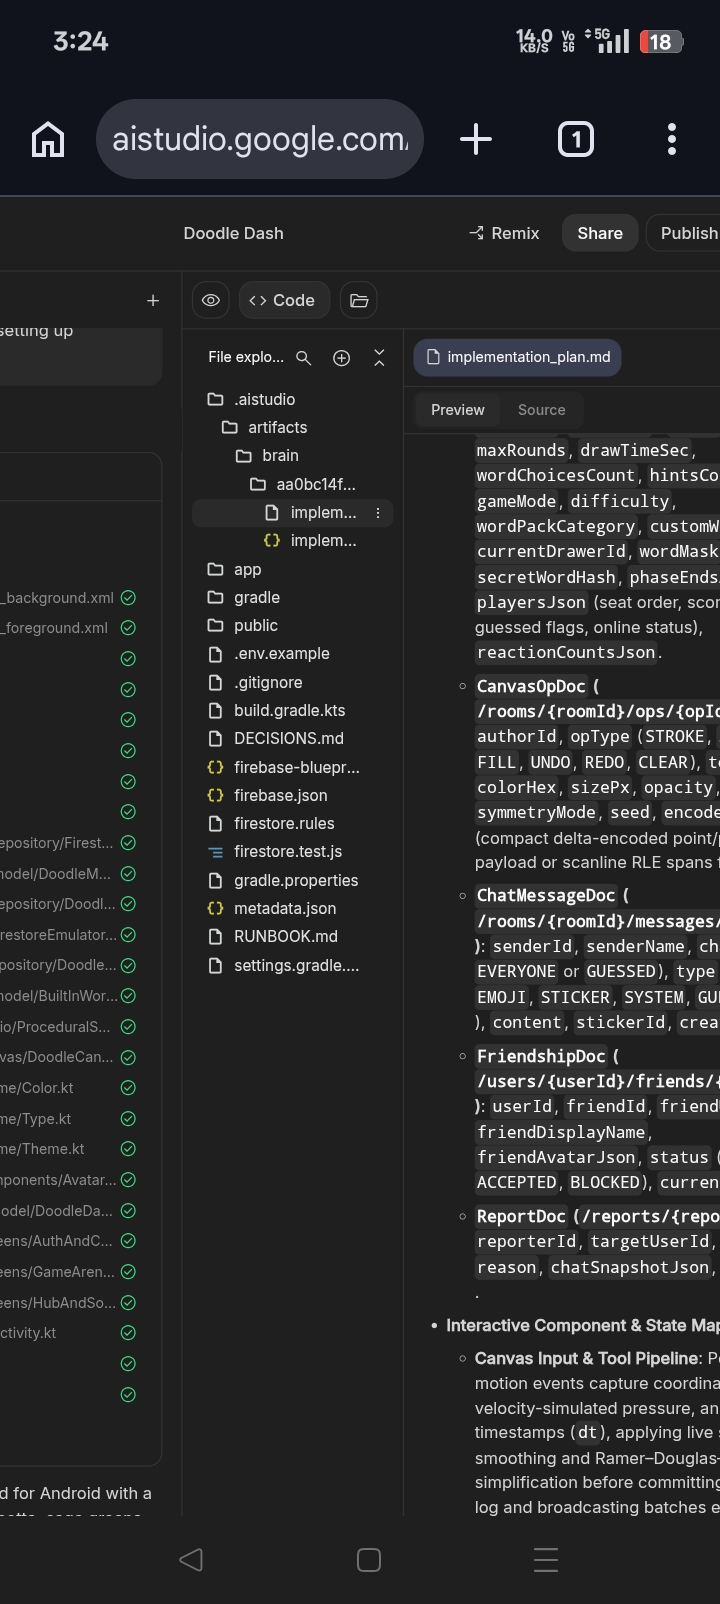 3:24
14.0 KB/S Vo 5G 5G 18
aistudio.google.com/
1
Doodle Dash
Remix
Share
Publish
setting up
Code
File explo...
implementation_plan.md
Preview
Source
.aistudio
artifacts
brain
aa0bc14f...
implem...
implem...
app
gradle
public
.env.example
.gitignore
build.gradle.kts
DECISIONS.md
firebase-bluepr...
firebase.json
firestore.rules
firestore.test.js
gradle.properties
metadata.json
RUNBOOK.md
settings.gradle....
_background.xml
_foreground.xml
epository/Firest...
nodel/DoodleM...
epository/Doodl...
restoreEmulator...
pository/Doodle...
nodel/BuiltInWor...
io/ProceduralS...
vas/DoodleCan...
me/Color.kt
me/Type.kt
me/Theme.kt
nponents/Avatar...
odel/DoodleDa...
eens/AuthAndC...
eens/GameAren...
eens/HubAndSo...
ctivity.kt
d for Android with a
maxRounds, drawTimeSec,
wordChoicesCount, hintsCo
gameMode, difficulty,
wordPackCategory, customW
currentDrawerId, wordMask
secretWordHash, phaseEnds
playersJson (seat order, scor
guessed flags, online status),
reactionCountsJson.
CanvasOpDoc (
/rooms/{roomId}/ops/{opId
authorId, opType (STROKE,
FILL, UNDO, REDO, CLEAR), to
colorHex, sizePx, opacity,
symmetryMode, seed, encode
(compact delta-encoded point/p
payload or scanline RLE spans f
ChatMessageDoc (
/rooms/{roomId}/messages/
): senderId, senderName, ch
EVERYONE or GUESSED), type
EMOJI, STICKER, SYSTEM, GU
), content, stickerId, crea
FriendshipDoc (
/users/{userId}/friends/{
): userId, friendId, friend
friendDisplayName,
friendAvatarJson, status (
ACCEPTED, BLOCKED), curren
ReportDoc (/reports/{repo
reporterId, targetUserId,
reason, chatSnapshotJson,
.
Interactive Component & State Map
Canvas Input & Tool Pipeline: Po
motion events capture coordina
velocity-simulated pressure, an
timestamps (dt), applying live s
smoothing and Ramer–Douglas–
simplification before committing
log and broadcasting batches e